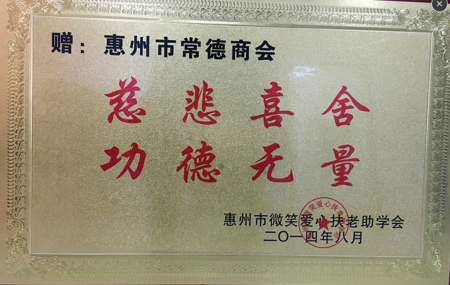 赠：惠州市常德商会
慈悲喜舍
功德无量
惠州市微笑爱心扶老助学会
二〇一四年八月